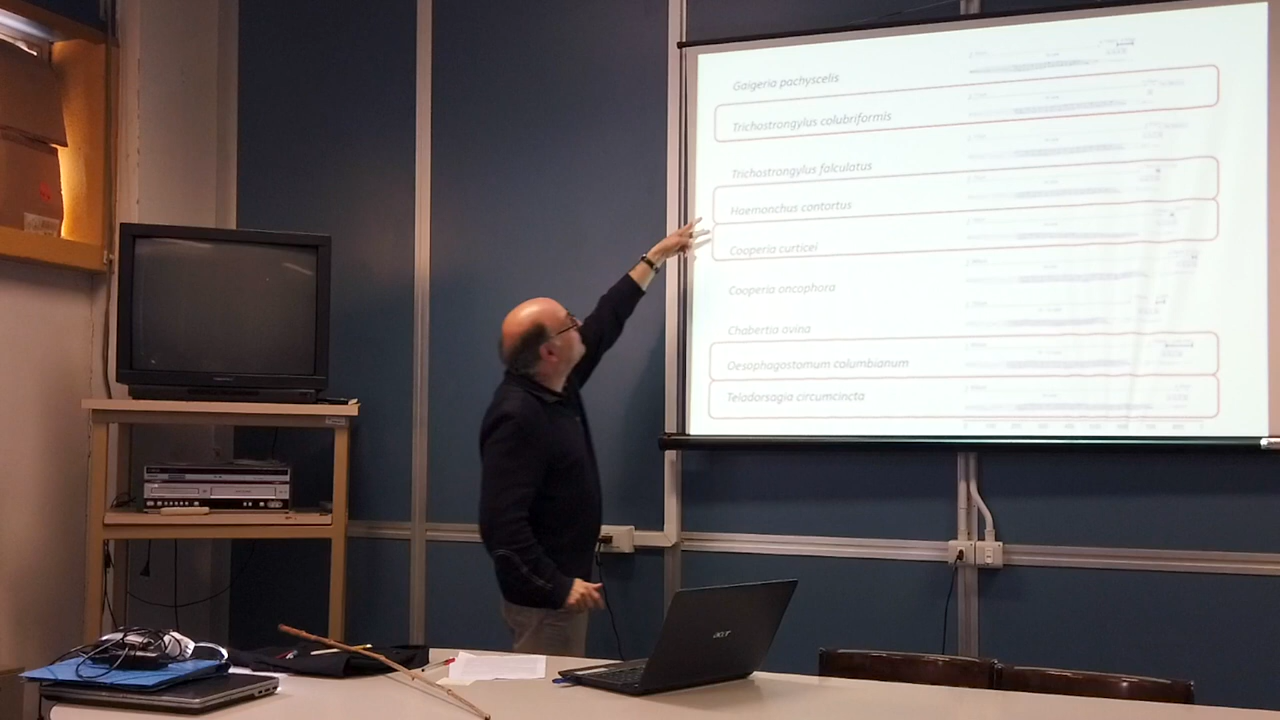 Gaigeria pachyscelis
Trichostrongylus colubriformis
Trichostrongylus falculatus
Haemonchus contortus
Cooperia curticei
Cooperia oncophora
Chabertia ovina
Oesophagostomum columbianum
Teladorsagia circumcincta
acer